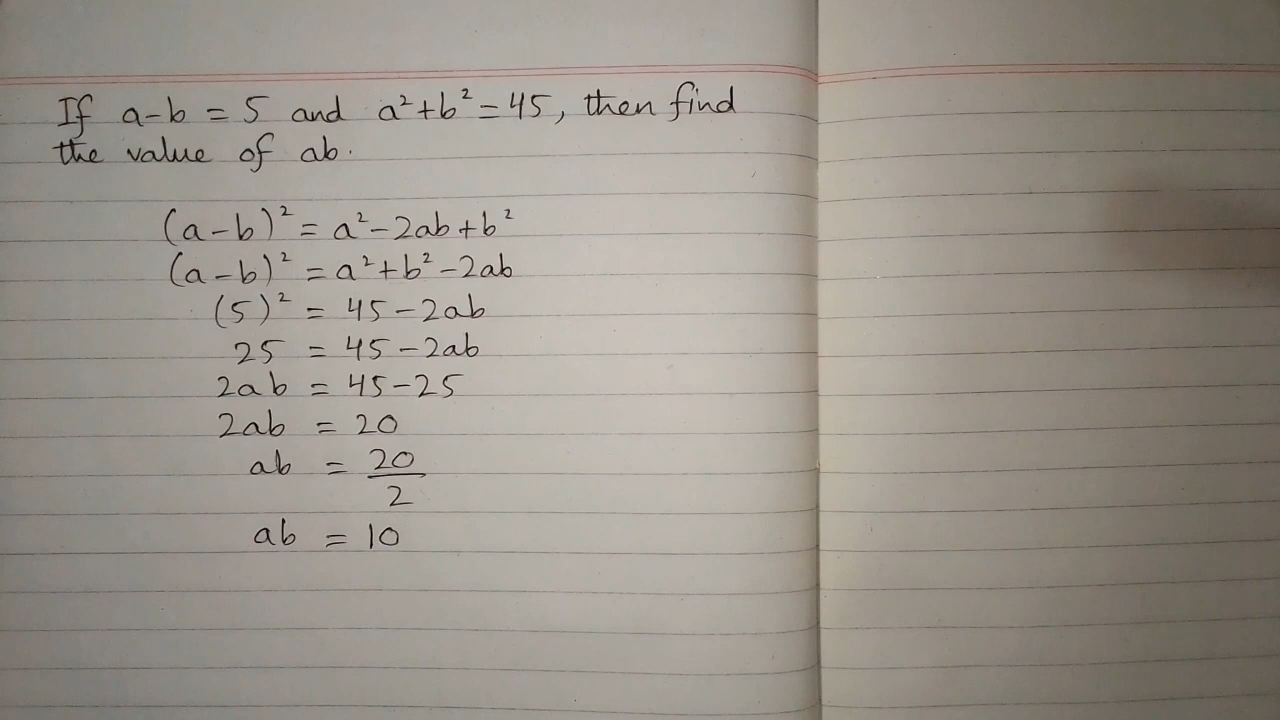 If a-b = 5 and a²+b² = 45, then find
the value of ab.
(a-b)² = a²-2ab+b²
(a-b)² = a²+b²-2ab
(5)² = 45-2ab
25 = 45-2ab
2ab = 45-25
2ab = 20
ab = 20/2
ab = 10